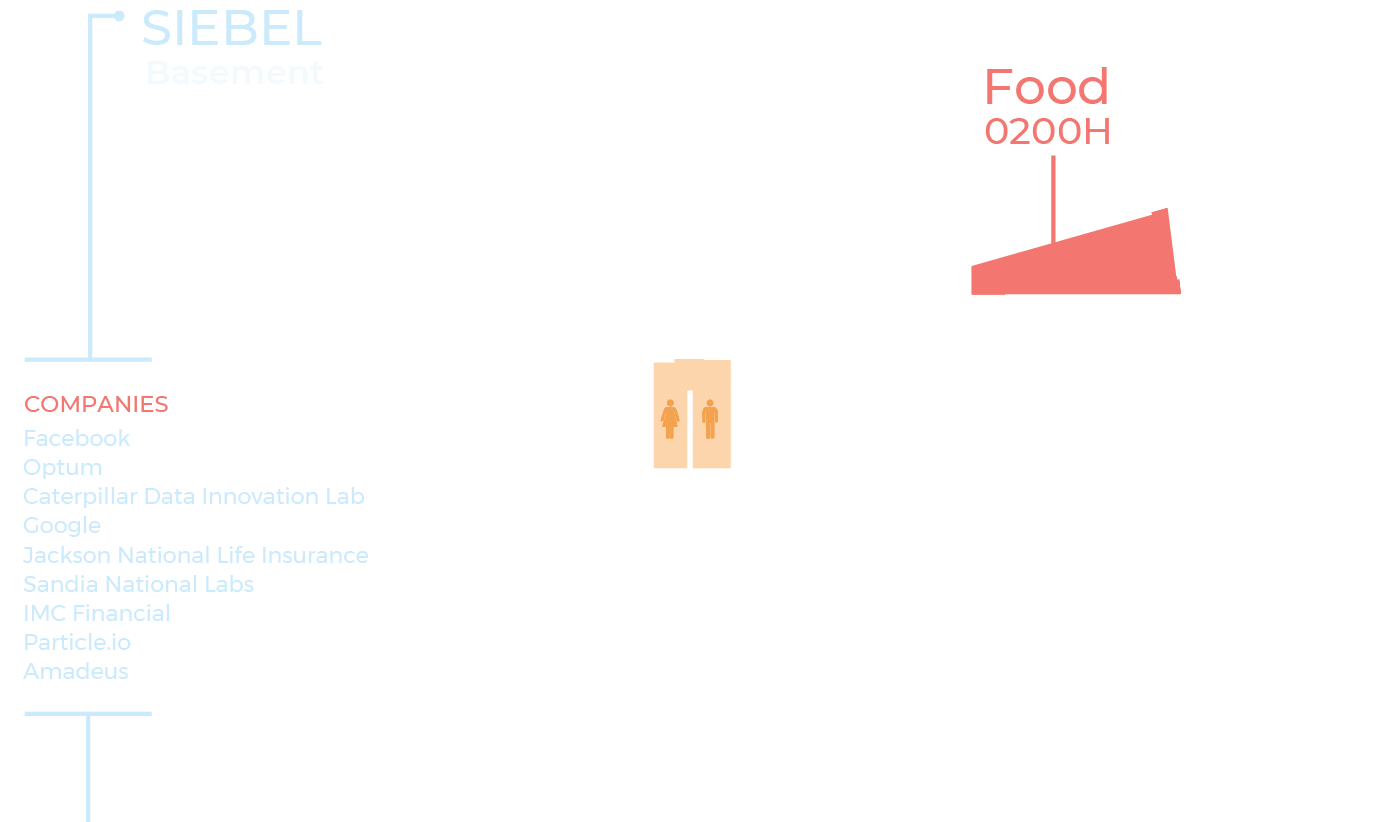 SIEBEL
Basement
Food
0200H
COMPANIES
Facebook
Optum
Caterpillar Data Innovation Lab
Google
Jackson National Life Insurance
Sandia National Labs
IMC Financial
Particle.io
Amadeus